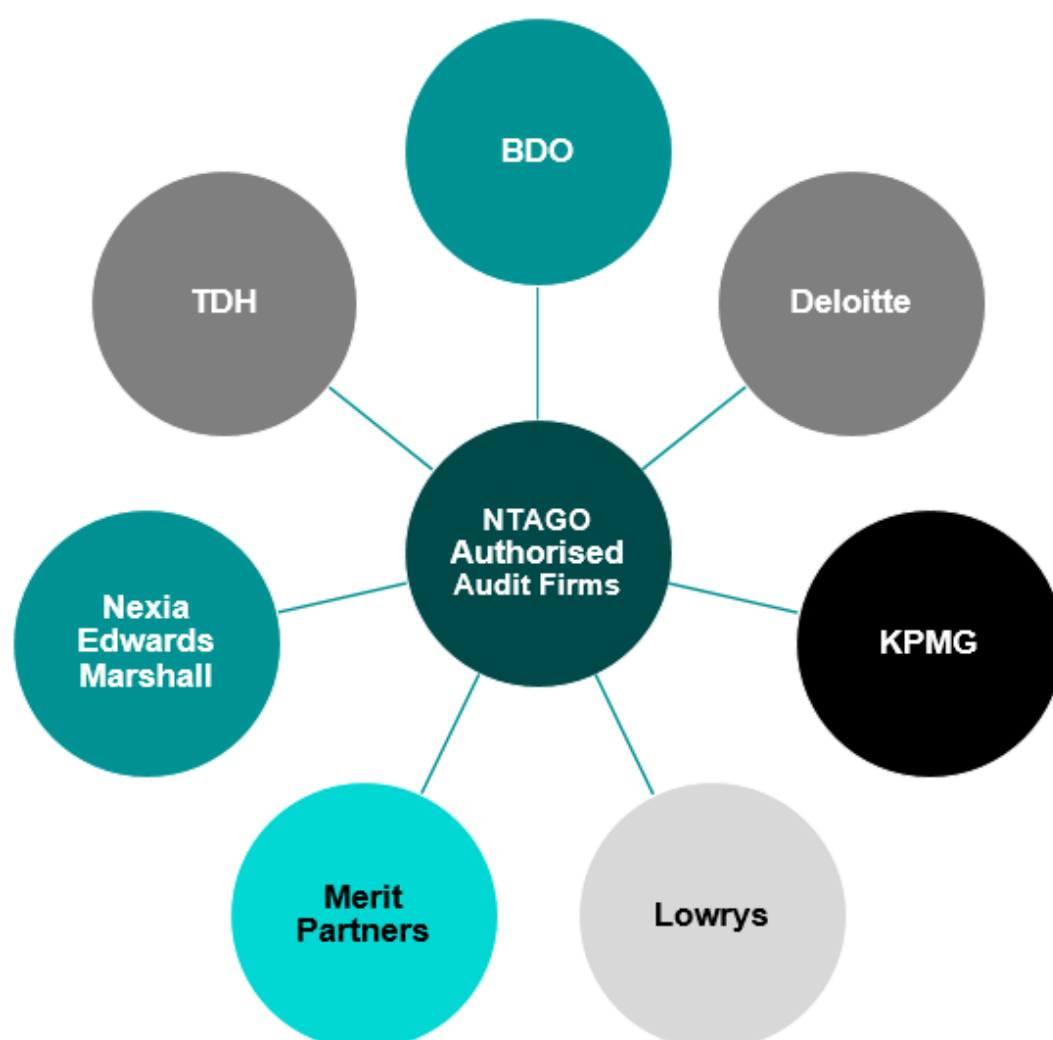 BDO
TDH
Deloitte
NTAGO
Authorised
Audit Firms
Nexia
Edwards
Marshall
KPMG
Merit
Partners
Lowrys